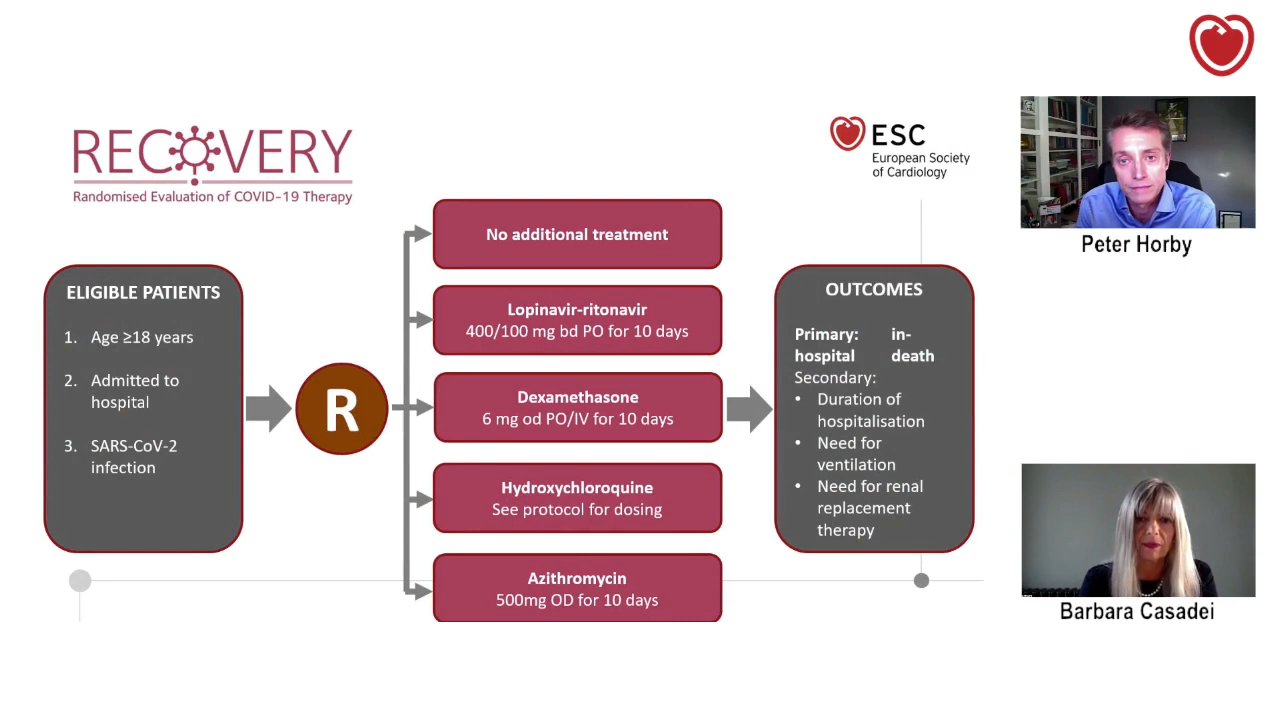 RECOVERY
Randomised Evaluation of COVID-19 Therapy
ESC
European Society
of Cardiology
ELIGIBLE PATIENTS
1. Age ≥18 years
2. Admitted to
hospital
3. SARS-CoV-2
infection
R
No additional treatment
Lopinavir-ritonavir
400/100 mg bd PO for 10 days
Dexamethasone
6 mg od PO/IV for 10 days
Hydroxychloroquine
See protocol for dosing
Azithromycin
500mg OD for 10 days
OUTCOMES
Primary: in-
hospital death
Secondary:
• Duration of
hospitalisation
• Need for
ventilation
• Need for renal
replacement
therapy
Peter Horby
Barbara Casadei